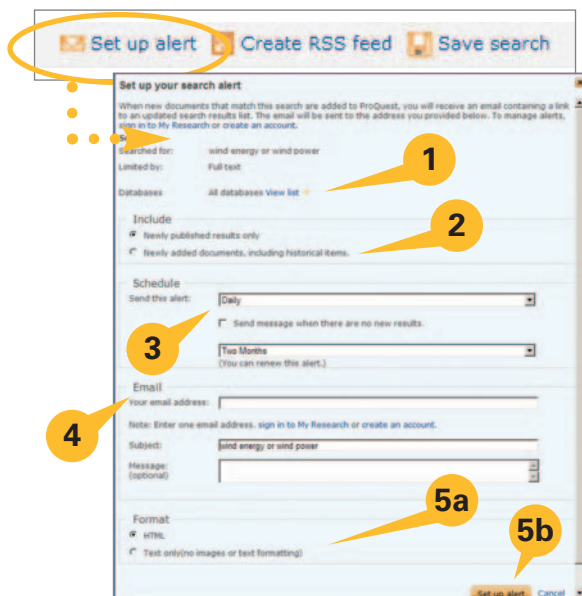 Set up alert Create RSS feed Save search
Set up your search alert
When new documents that match this search are added to ProQuest, you will receive an email containing a link
to an updated search results list. The email will be sent to the address you provided below. To manage alerts,
sign in to My Research or create an account.
Searched for: wind energy or wind power
Limited by: Full text
Databases All databases View list
1
Include
2
Newly published results only
Newly added documents, including historical items.
Schedule
Send this alert: Daily
Send message when there are no new results.
3
Two Months
(You can renew this alert.)
Email
4
Your email address:
Note: Enter one email address. sign in to My Research or create an account.
Subject: wind energy or wind power
Message:
(optional)
5a
Format
HTML
5b
Text only(no images or text formatting)
Set up alert Cancel